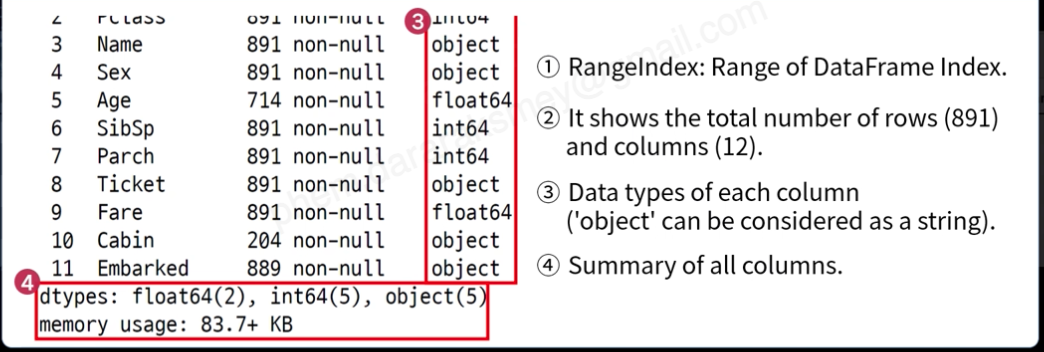 2 Pclass 891 non-null int64
3 Name 891 non-null object
4 Sex 891 non-null object
5 Age 714 non-null float64
6 SibSp 891 non-null int64
7 Parch 891 non-null int64
8 Ticket 891 non-null object
9 Fare 891 non-null float64
10 Cabin 204 non-null object
11 Embarked 889 non-null object
dtypes: float64(2), int64(5), object(5)
memory usage: 83.7+ KB
3
4
① RangeIndex: Range of DataFrame Index.
② It shows the total number of rows (891)
and columns (12).
③ Data types of each column
('object' can be considered as a string).
④ Summary of all columns.